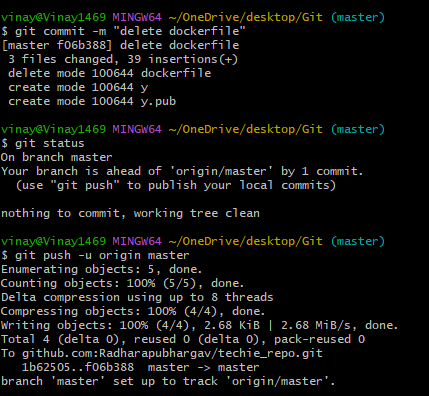 vinay@Vinay1469 MINGW64 ~/OneDrive/desktop/Git (master)
$ git commit -m "delete dockerfile"
[master f06b388] delete dockerfile
 3 files changed, 39 insertions(+)
 delete mode 100644 dockerfile
 create mode 100644 y
 create mode 100644 y.pub
vinay@Vinay1469 MINGW64 ~/OneDrive/desktop/Git (master)
$ git status
On branch master
Your branch is ahead of 'origin/master' by 1 commit.
  (use "git push" to publish your local commits)
nothing to commit, working tree clean
vinay@Vinay1469 MINGW64 ~/OneDrive/desktop/Git (master)
$ git push -u origin master
Enumerating objects: 5, done.
Counting objects: 100% (5/5), done.
Delta compression using up to 8 threads
Compressing objects: 100% (4/4), done.
Writing objects: 100% (4/4), 2.68 KiB | 2.68 MiB/s, done.
Total 4 (delta 0), reused 0 (delta 0), pack-reused 0
To github.com:Radharapubhargav/techie_repo.git
   1b62505..f06b388  master -> master
branch 'master' set up to track 'origin/master'.